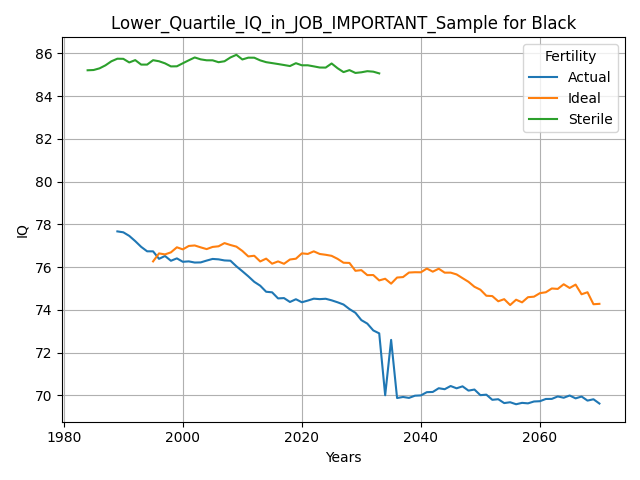 Lower_Quartile_IQ_in_JOB_IMPORTANT_Sample for Black
Fertility
Actual
Ideal
Sterile
IQ
86
84
82
80
78
76
74
72
70
1980
2000
2020
2040
2060
Years